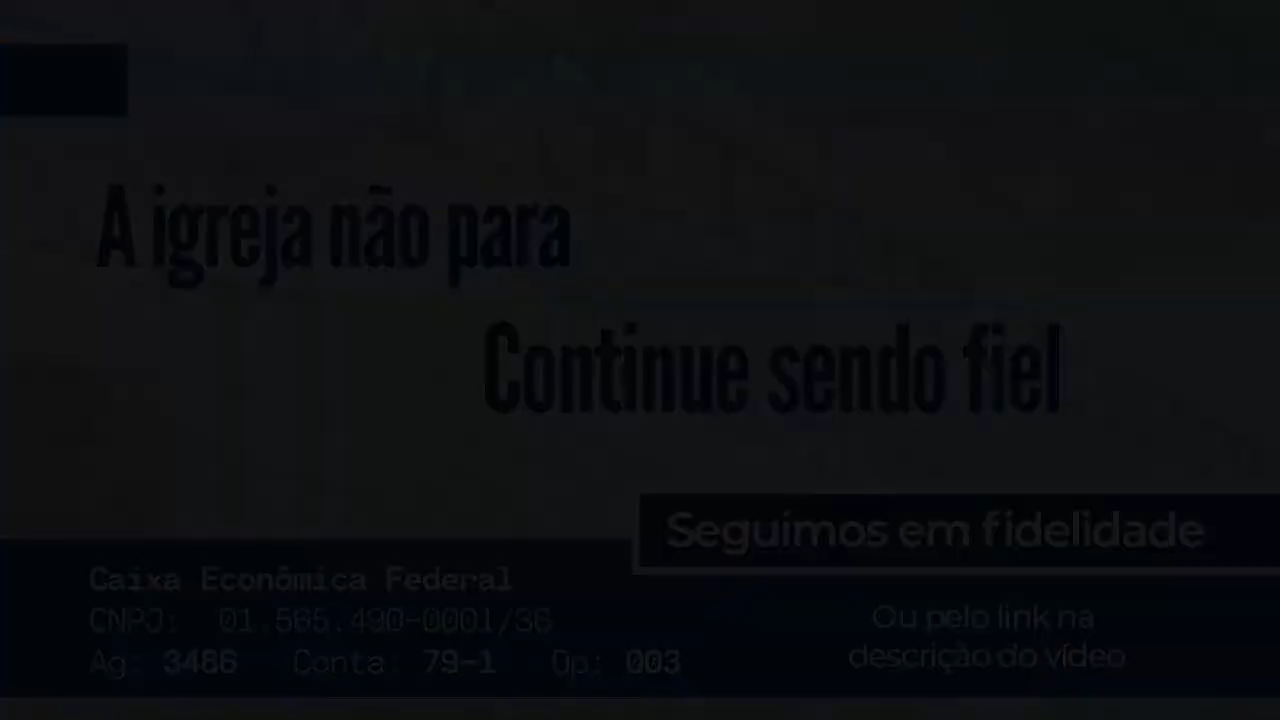 A igreja não para
Continue sendo fiel
Seguimos em fidelidade
Caixa Econômica Federal
CNPJ: 01.565.490-0001/36
Ag: 3486 Conta: 79-1 Op: 003
Ou pelo link na
descrição do vídeo